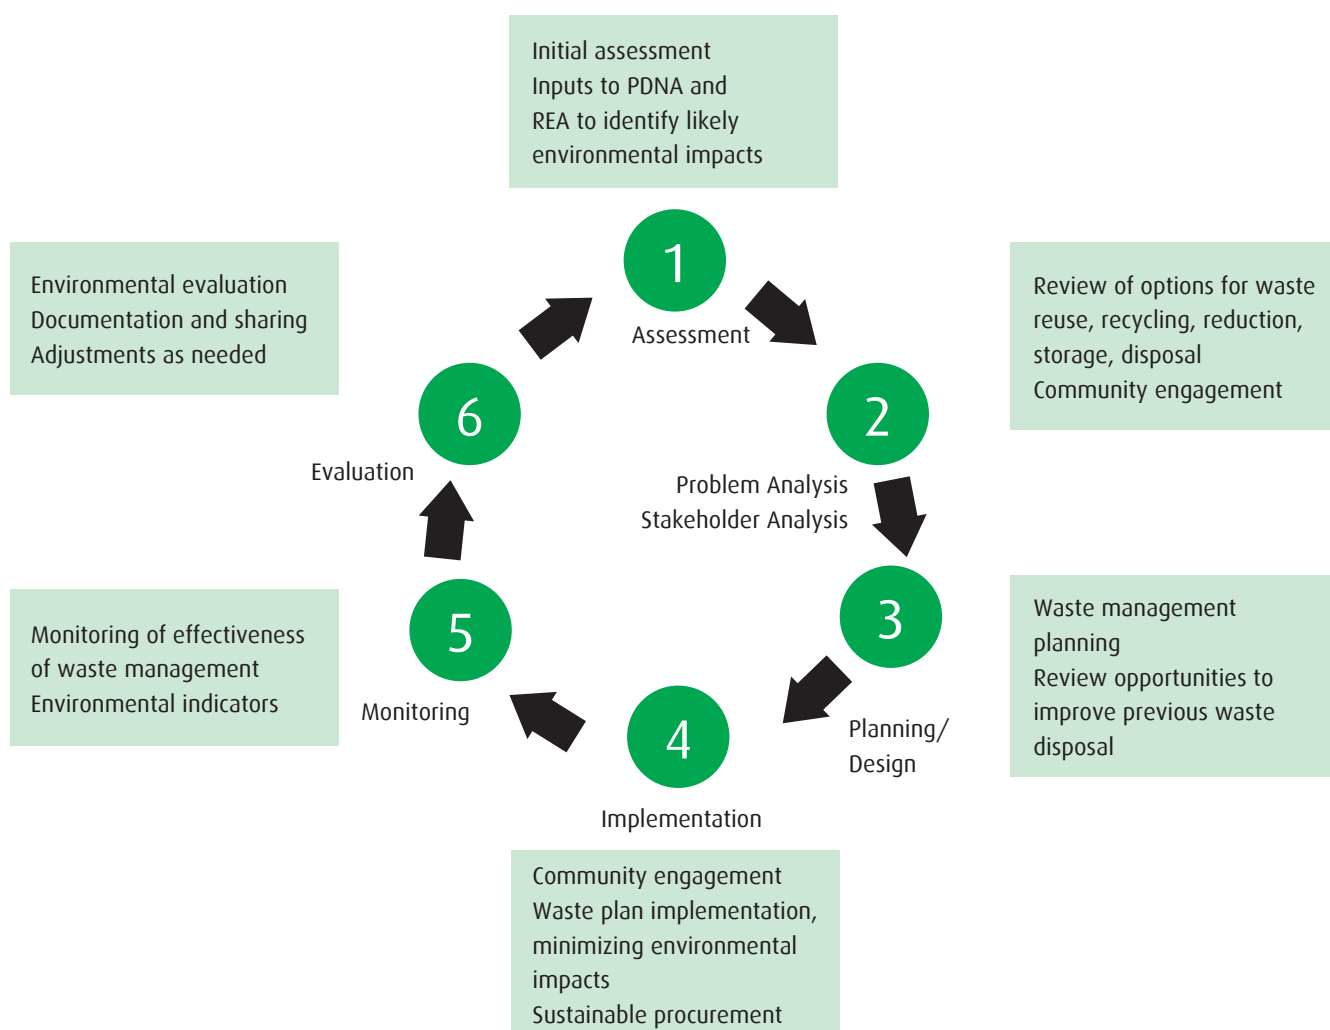 Initial assessment
Inputs to PDNA and
REA to identify likely
environmental impacts
1
Assessment
Review of options for waste
reuse, recycling, reduction,
storage, disposal
Community engagement
2
Problem Analysis
Stakeholder Analysis
Waste management
planning
Review opportunities to
improve previous waste
disposal
3
Planning/
Design
4
Implementation
Community engagement
Waste plan implementation,
minimizing environmental
impacts
Sustainable procurement
5
Monitoring
Monitoring of effectiveness
of waste management
Environmental indicators
6
Evaluation
Environmental evaluation
Documentation and sharing
Adjustments as needed